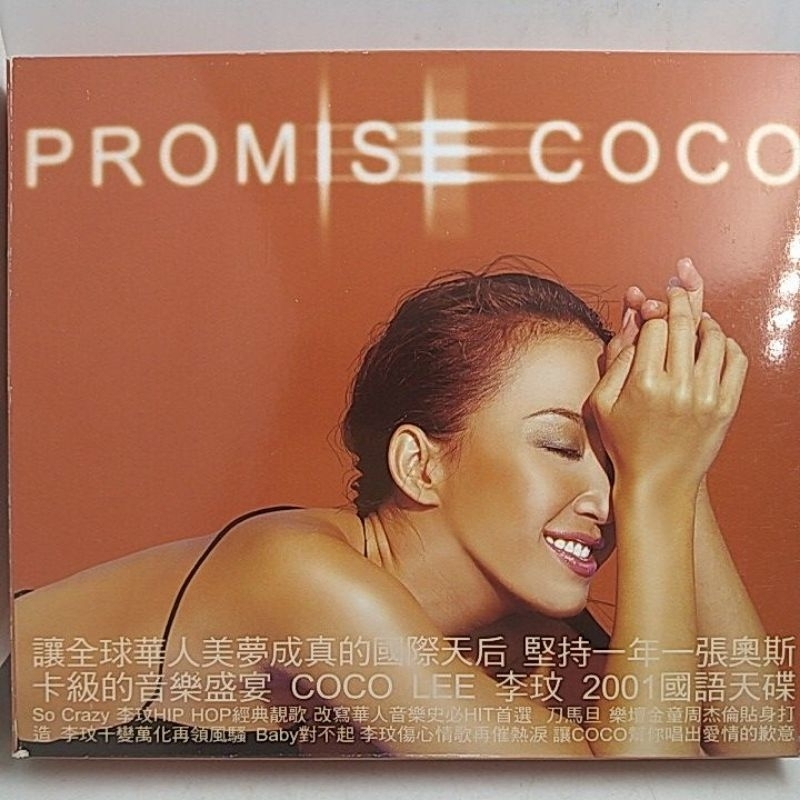 PROMISE COCO
讓全球華人美夢成真的國際天后 堅持一年一張奧斯
卡級的音樂盛宴 COCO LEE 李玟 2001國語天碟
So Crazy 李玟HIP HOP經典靚歌 改寫華人音樂史必HIT首選 刀馬旦 樂壇金童周杰倫貼身打
造 李玟千變萬化再領風騷 Baby對不起 李玟傷心情歌再催熱淚 讓COCO幫你唱出愛情的歉意